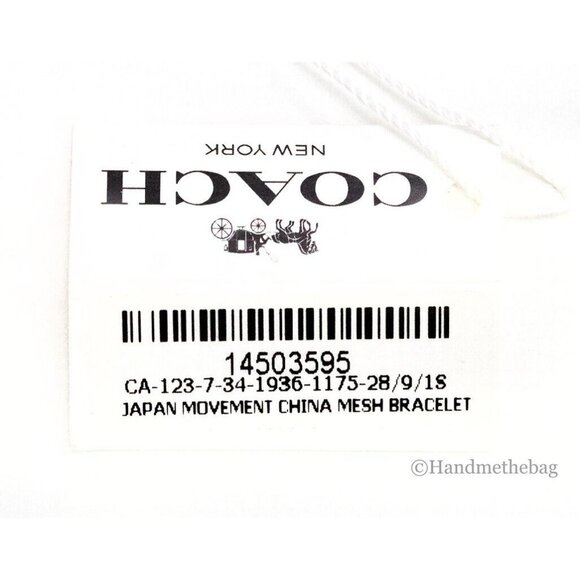 COACH
NEW YORK
14503595
CA-123-7-34-1936-1175-28/9/1S
JAPAN MOVEMENT CHINA MESH BRACELET
©Handmethebag